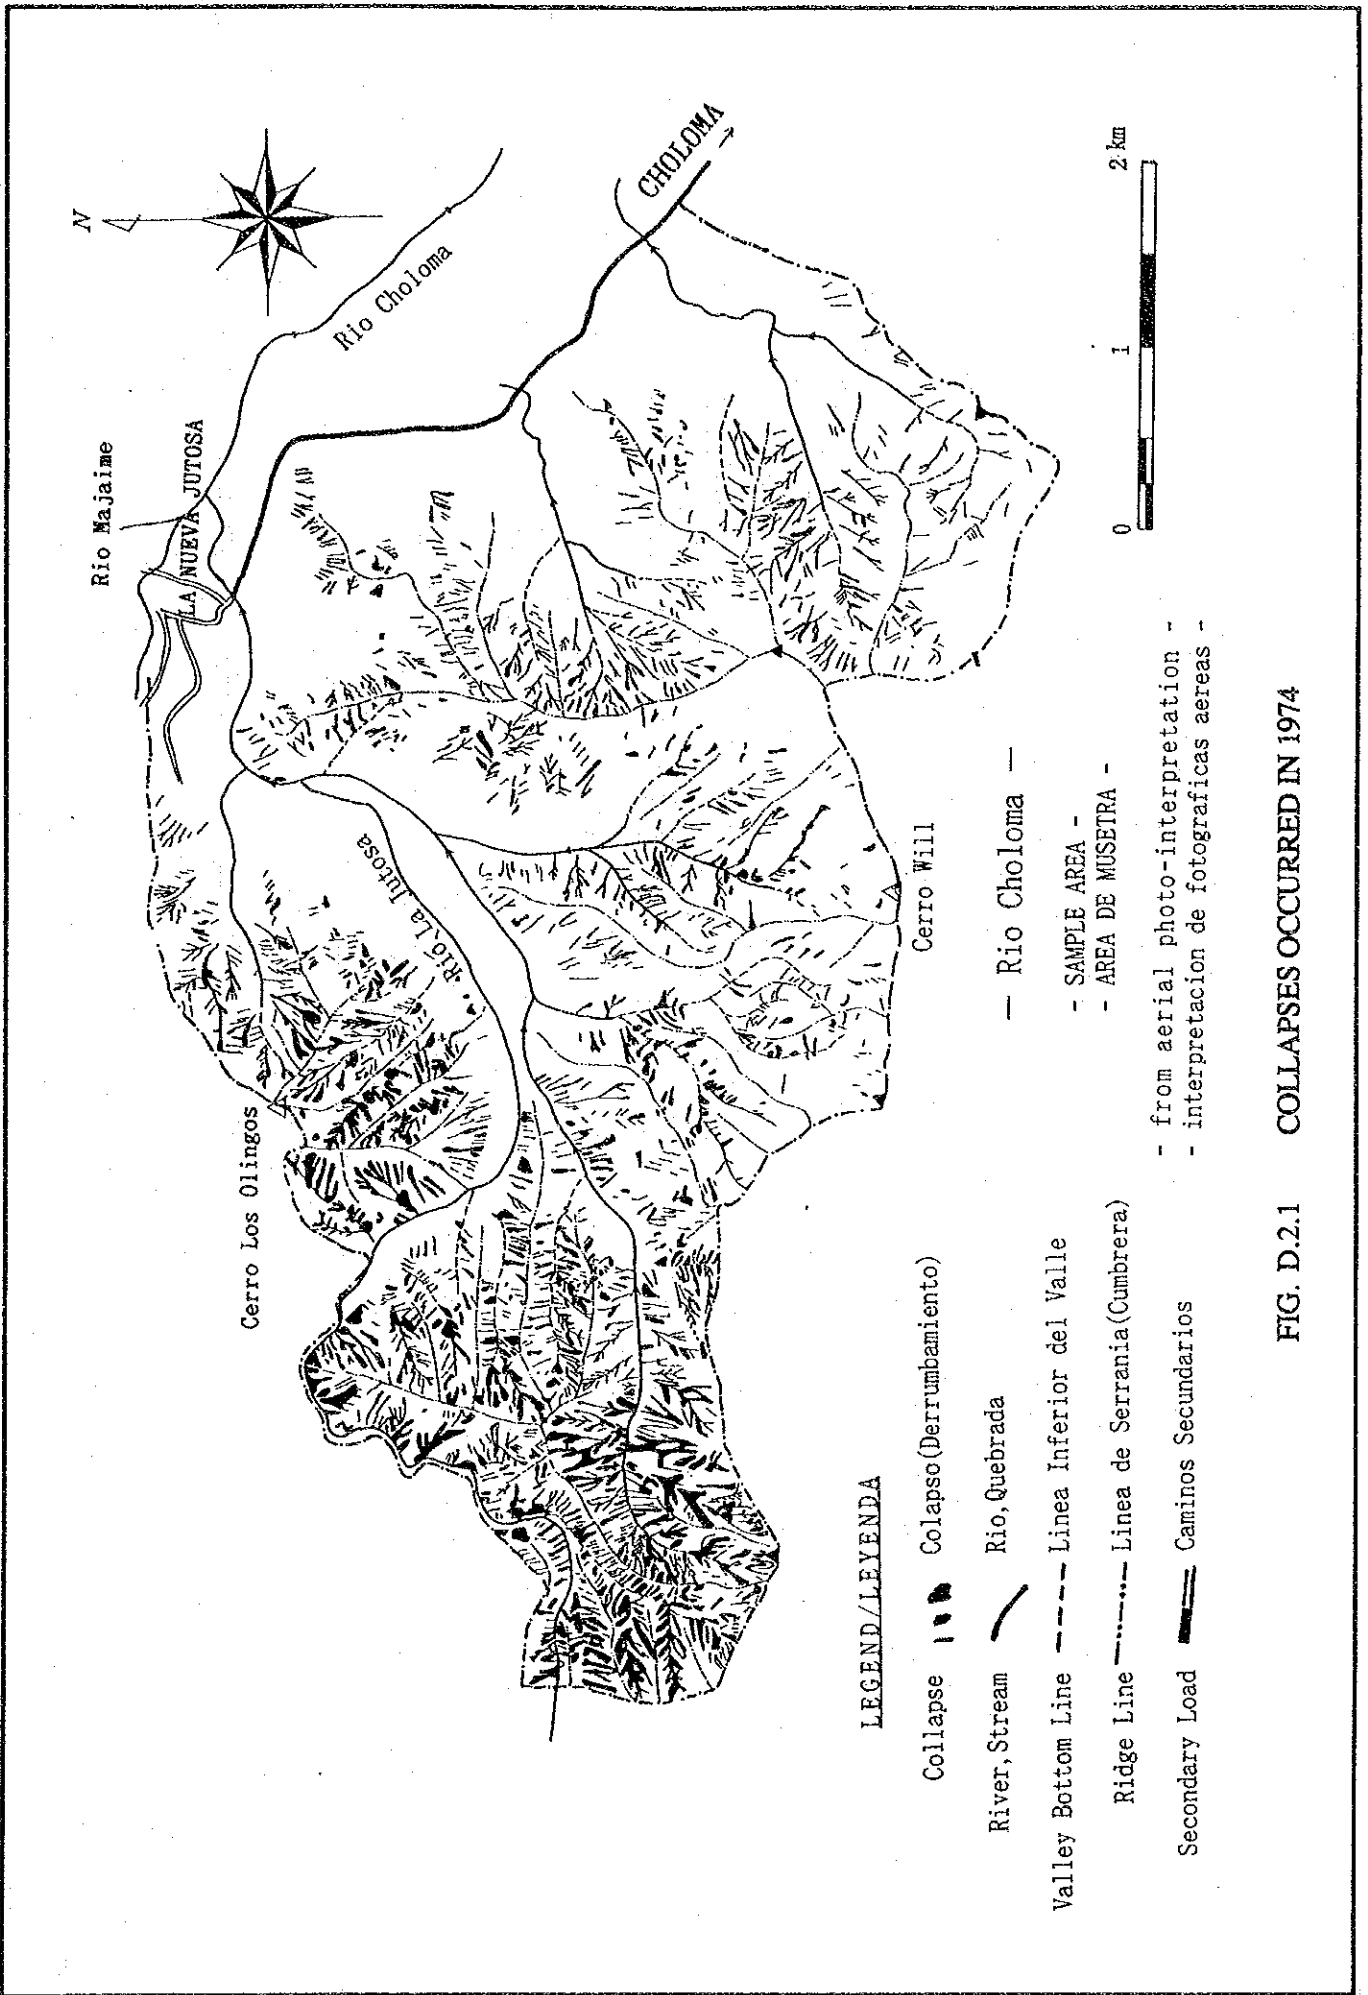 N
Rio Majaime
LA NUEVA JUTOSA
Rio Choloma
CHOLOMA
Cerro Los Olingos
Rio La Jutosa
Cerro Will
0 1 2 km
— Rio Choloma —
- SAMPLE AREA -
- AREA DE MUSETRA -
- from aerial photo-interpretation -
- interpretacion de fotograficas aereas -
LEGEND/LEYENDA
Collapse Colapso(Derrumbamiento)
River,Stream Rio,Quebrada
Valley Bottom Line Linea Inferior del Valle
Ridge Line Linea de Serrania(Cumbrera)
Secondary Load Caminos Secundarios
FIG. D.2.1 COLLAPSES OCCURRED IN 1974